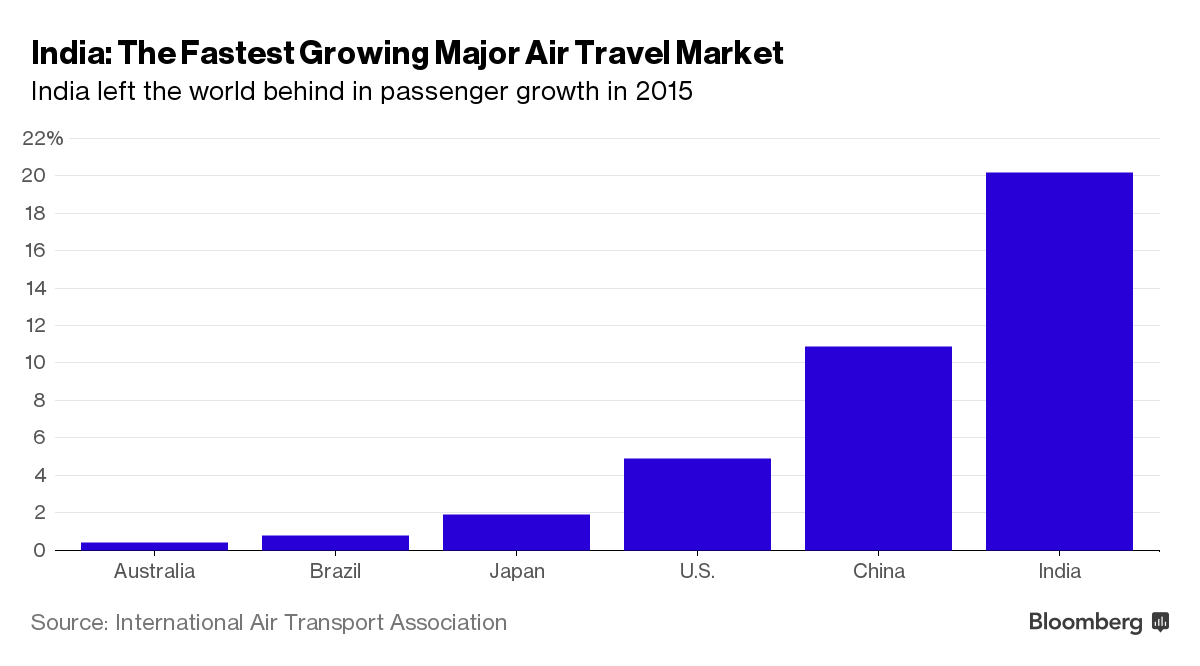 India: The Fastest Growing Major Air Travel Market
India left the world behind in passenger growth in 2015
22%
20
18
16
14
12
10
8
6
4
2
0
Australia Brazil Japan U.S. China India
Source: International Air Transport Association
Bloomberg